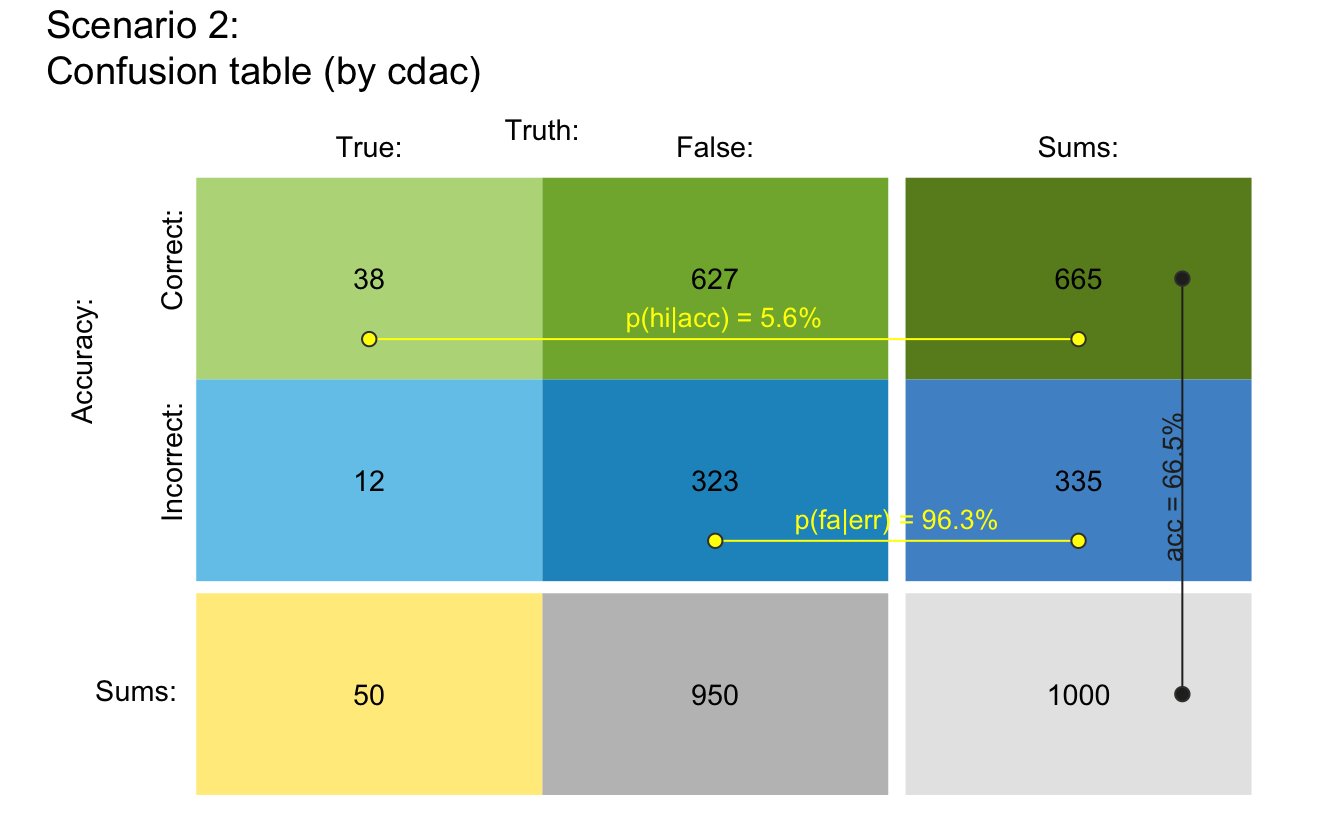 Scenario 2:
Confusion table (by cdac)
Truth:
True:
False:
Sums:
Accuracy:
Correct:
38
627
665
p(hi|acc) = 5.6%
Incorrect:
12
323
335
p(fa|err) = 96.3%
acc = 66.5%
Sums:
50
950
1000